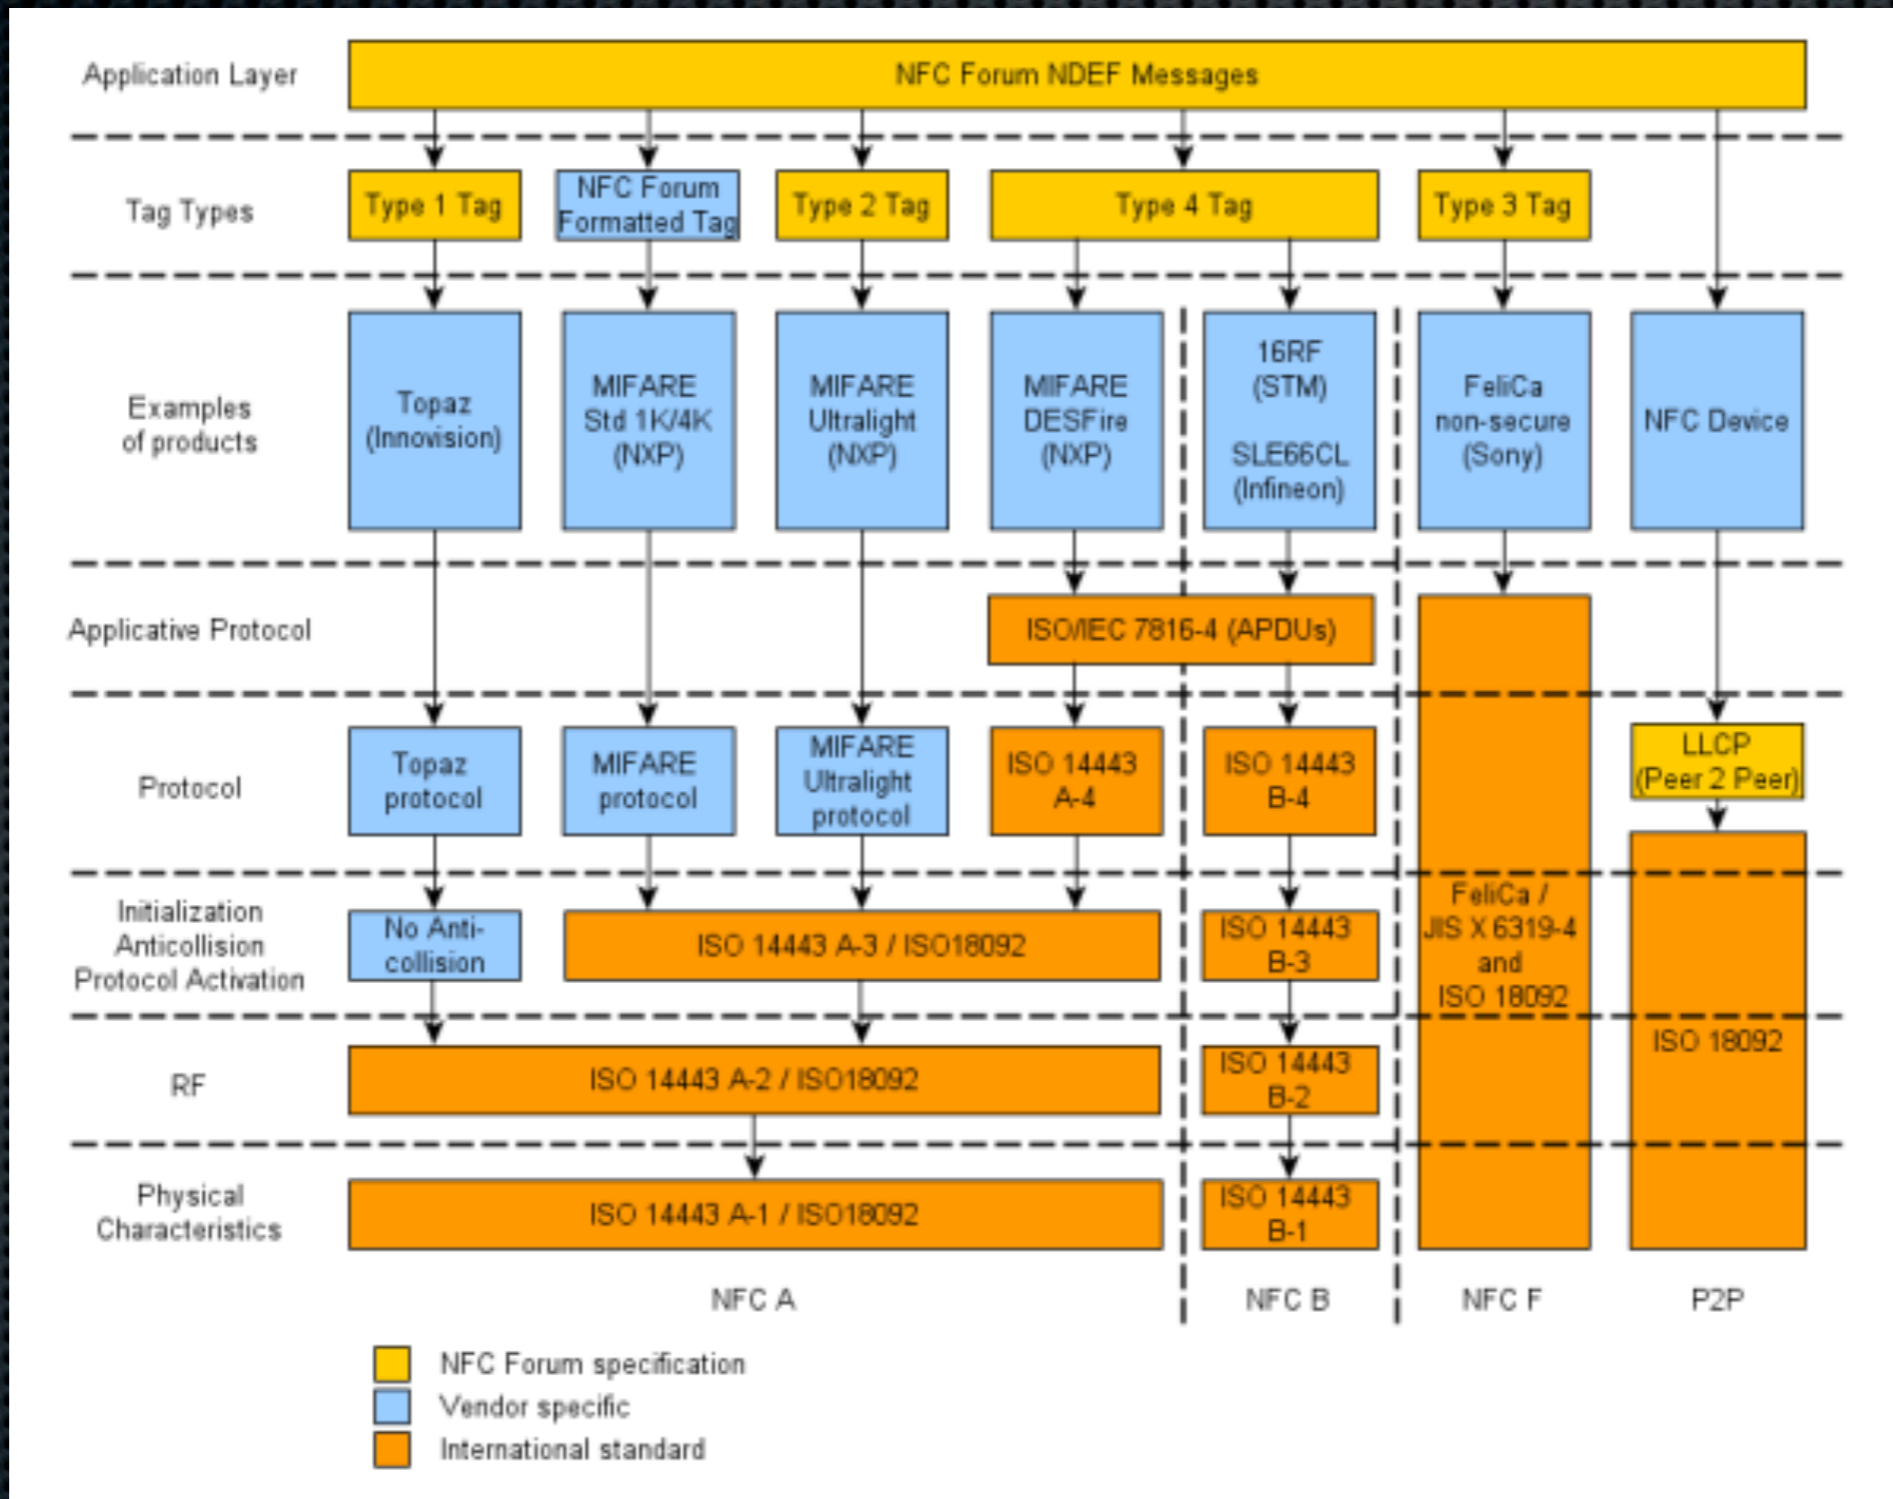 Application Layer
NFC Forum NDEF Messages
Tag Types
Type 1 Tag
NFC Forum
Formatted Tag
Type 2 Tag
Type 4 Tag
Type 3 Tag
Examples
of products
Topaz
(Innovision)
MIFARE
Std 1K/4K
(NXP)
MIFARE
Ultralight
(NXP)
MIFARE
DESFire
(NXP)
16RF
(STM)
SLE66CL
(Infineon)
FeliCa
non-secure
(Sony)
NFC Device
Applicative Protocol
ISO/IEC 7816-4 (APDUs)
Protocol
Topaz
protocol
MIFARE
protocol
MIFARE
Ultralight
protocol
ISO 14443
A-4
ISO 14443
B-4
LLCP
(Peer 2 Peer)
Initialization
Anticollision
Protocol Activation
No Anti-
collision
ISO 14443 A-3 / ISO18092
ISO 14443
B-3
FeliCa /
JIS X 6319-4
and
ISO 18092
ISO 18092
RF
ISO 14443 A-2 / ISO18092
ISO 14443
B-2
Physical
Characteristics
ISO 14443 A-1 / ISO18092
ISO 14443
B-1
NFC A
NFC B
NFC F
P2P
NFC Forum specification
Vendor specific
International standard